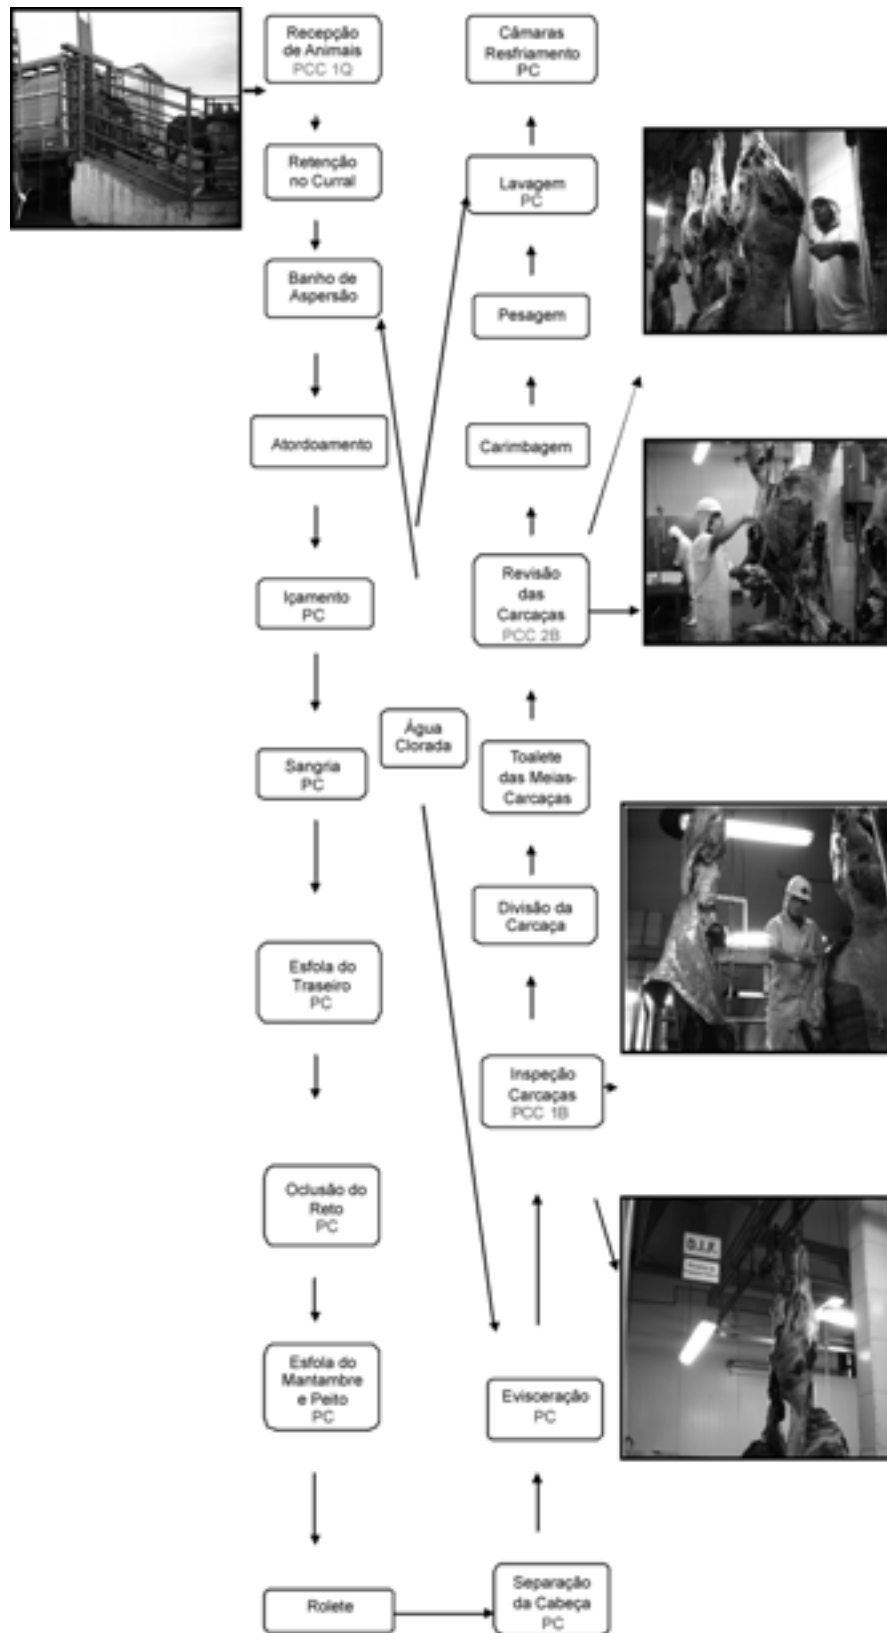 Recepção
de Animais
PCC 1Q
Retenção
no Curral
Banho de
Aspersão
Atordoamento
Içamento
PC
Sangria
PC
Esfola do
Traseiro
PC
Oclusão do
Reto
PC
Esfola do
Mantambre
e Peito
PC
Rolete
Separação
da Cabeça
PC
Evisceração
PC
Inspeção
Carcaças
PCC 1B
Divisão da
Carcaça
Toalete
das Meias-
Carcaças
Revisão
das
Carcaças
PCC 2B
Carimbagem
Pesagem
Lavagem
PC
Câmaras
Resfriamento
PC
Água
Clorada
D.I.F.